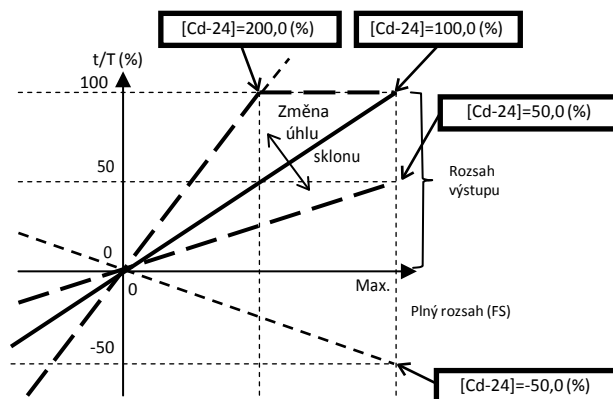 [Cd-24]=200,0 (%)
[Cd-24]=100,0 (%)
t/T (%)
100
Změna
úhlu
sklonu
[Cd-24]=50,0 (%)
50
Rozsah
výstupu
0
0
Max.
Plný rozsah (FS)
-50
[Cd-24]=-50,0 (%)